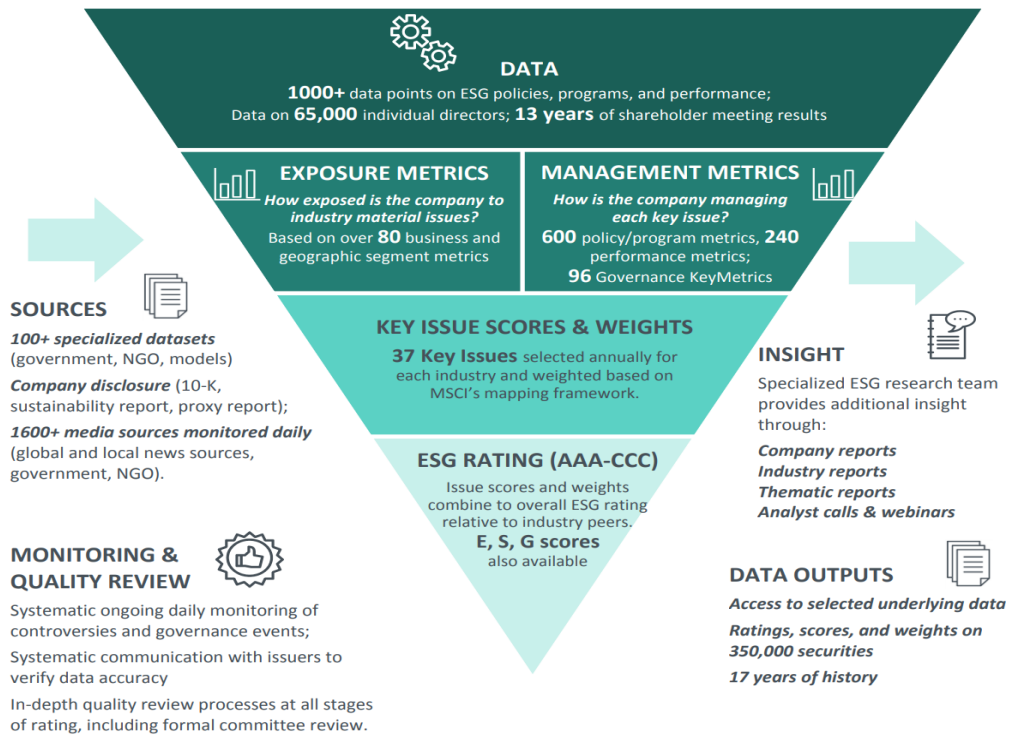 DATA
1000+ data points on ESG policies, programs, and performance;
Data on 65,000 individual directors; 13 years of shareholder meeting results
EXPOSURE METRICS
How exposed is the company to
industry material issues?
Based on over 80 business and
geographic segment metrics
MANAGEMENT METRICS
How is the company managing
each key issue?
600 policy/program metrics, 240
performance metrics;
96 Governance KeyMetrics
SOURCES
100+ specialized datasets
(government, NGO, models)
Company disclosure (10-K,
sustainability report, proxy report);
1600+ media sources monitored daily
(global and local news sources,
government, NGO).
KEY ISSUE SCORES & WEIGHTS
37 Key Issues selected annually for
each industry and weighted based on
MSCI’s mapping framework.
INSIGHT
Specialized ESG research team
provides additional insight
through:
Company reports
Industry reports
Thematic reports
Analyst calls & webinars
ESG RATING (AAA-CCC)
Issue scores and weights
combine to overall ESG rating
relative to industry peers.
E, S, G scores
also available
MONITORING &
QUALITY REVIEW
Systematic ongoing daily monitoring of
controversies and governance events;
Systematic communication with issuers to
verify data accuracy
In-depth quality review processes at all stages
of rating, including formal committee review.
DATA OUTPUTS
Access to selected underlying data
Ratings, scores, and weights on
350,000 securities
17 years of history